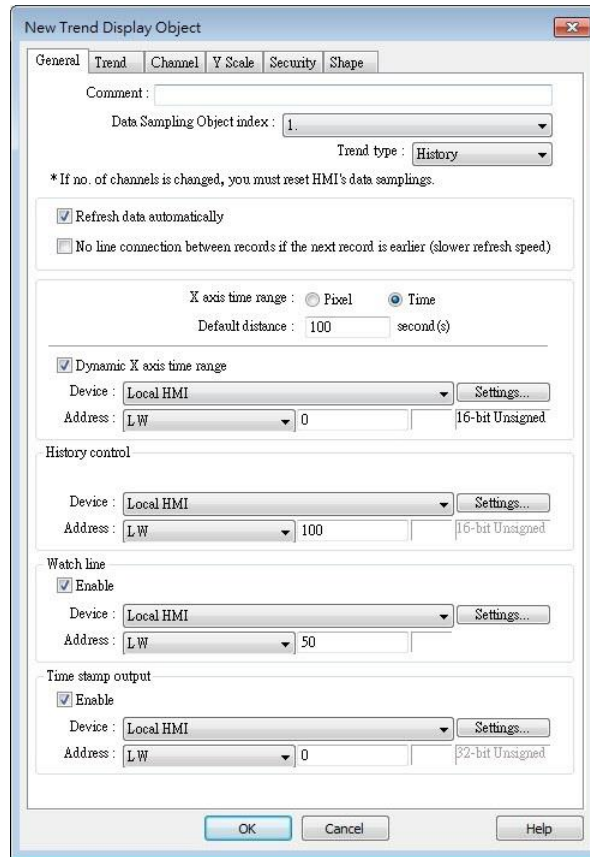 New Trend Display Object
General Trend Channel Y Scale Security Shape
Comment :
Data Sampling Object index : 1.
Trend type : History
* If no. of channels is changed, you must reset HMI's data samplings.
Refresh data automatically
No line connection between records if the next record is earlier (slower refresh speed)
X axis time range : Pixel Time
Default distance : 100 second(s)
Dynamic X axis time range
Device : Local HMI Settings...
Address : LW 0 16-bit Unsigned
History control
Device : Local HMI Settings...
Address : LW 100 16-bit Unsigned
Watch line
Enable
Device : Local HMI Settings...
Address : LW 50
Time stamp output
Enable
Device : Local HMI Settings...
Address : LW 0 32-bit Unsigned
OK Cancel Help